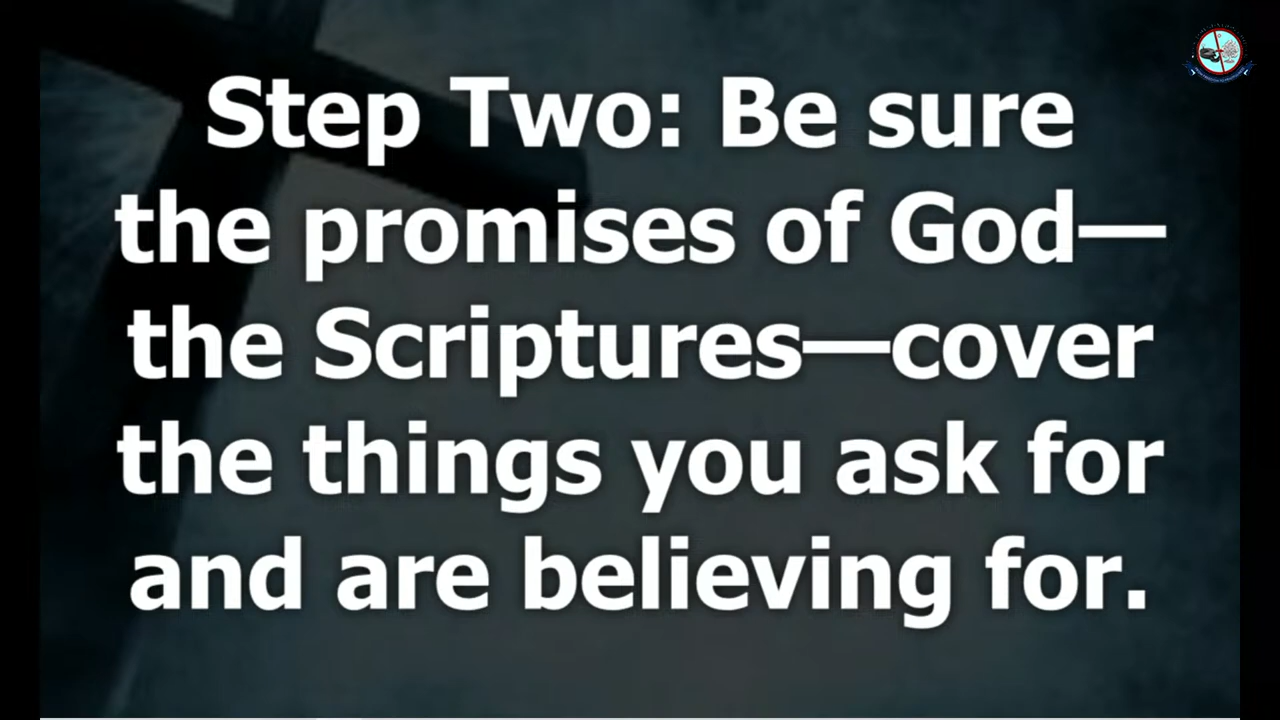 Step Two: Be sure
the promises of God—
the Scriptures—cover
the things you ask for
and are believing for.